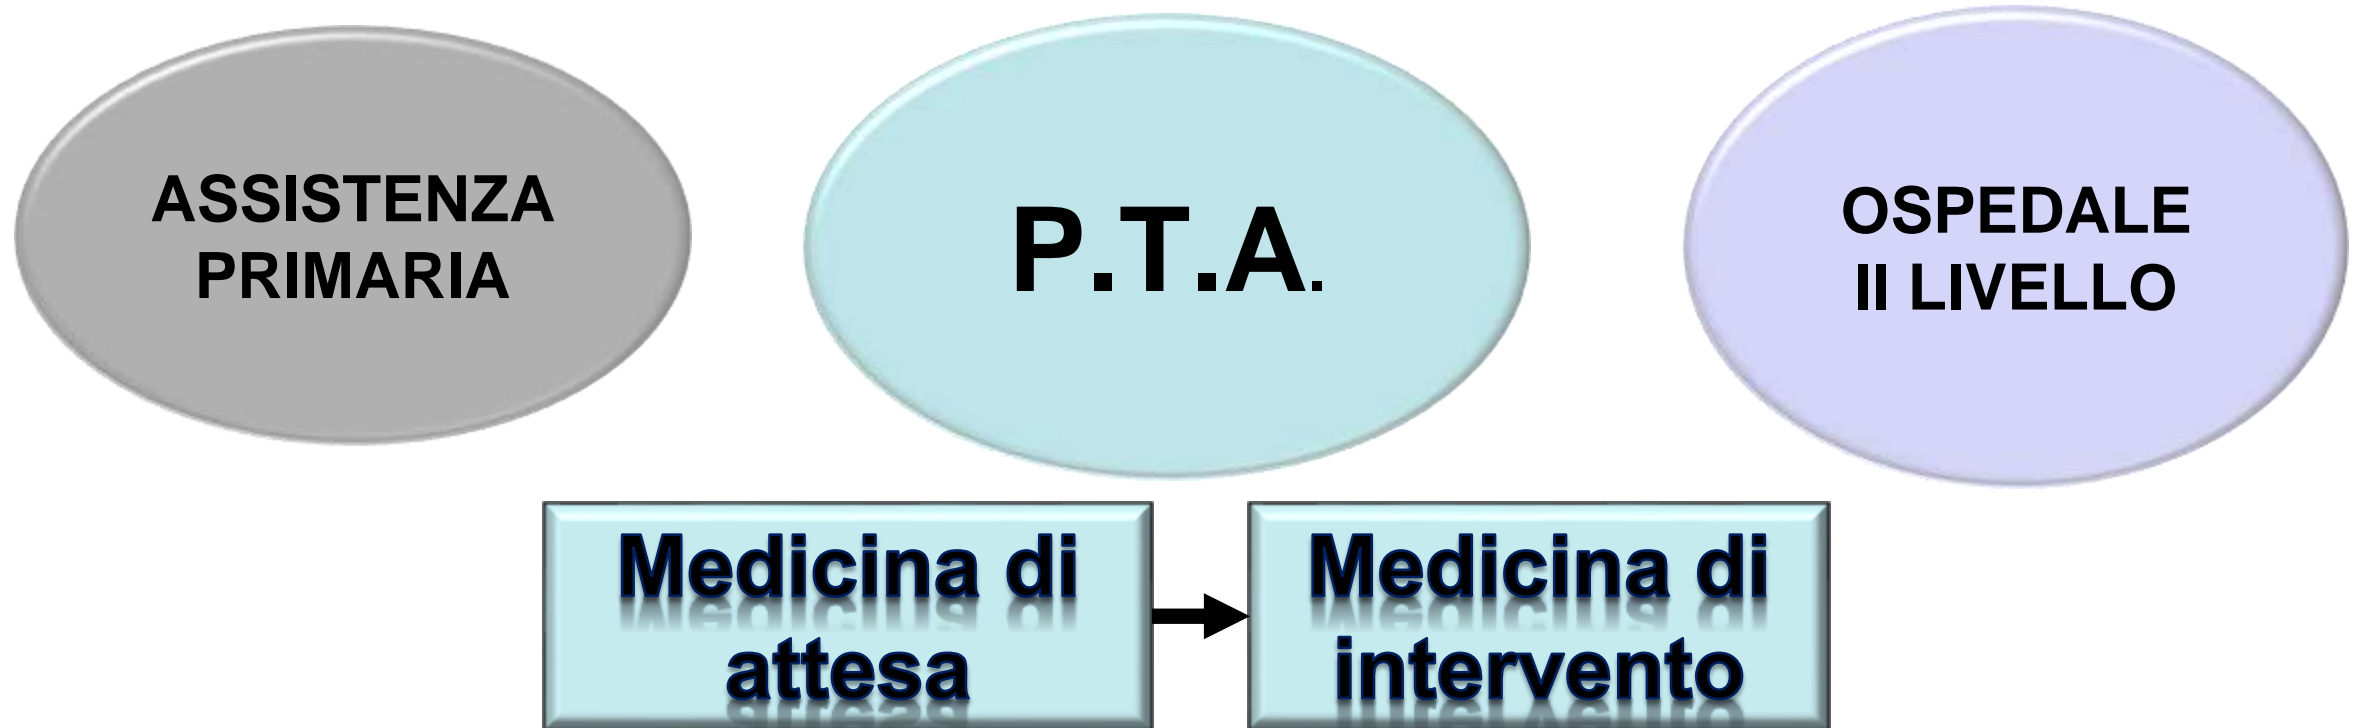 ASSISTENZA
PRIMARIA
P.T.A.
OSPEDALE
II LIVELLO
Medicina di
attesa
Medicina di
intervento